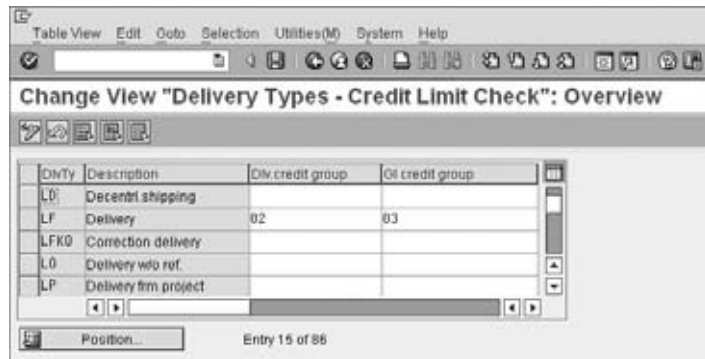 Table View Edit Goto Selection Utilities(M) System Help
Change View "Delivery Types - Credit Limit Check": Overview
DlvTy Description Dlv.credit group GI credit group
LD Decentrl.shipping
LF Delivery 02 03
LFKO Correction delivery
LO Delivery w/o ref.
LP Delivery frm project
Position... Entry 15 of 86